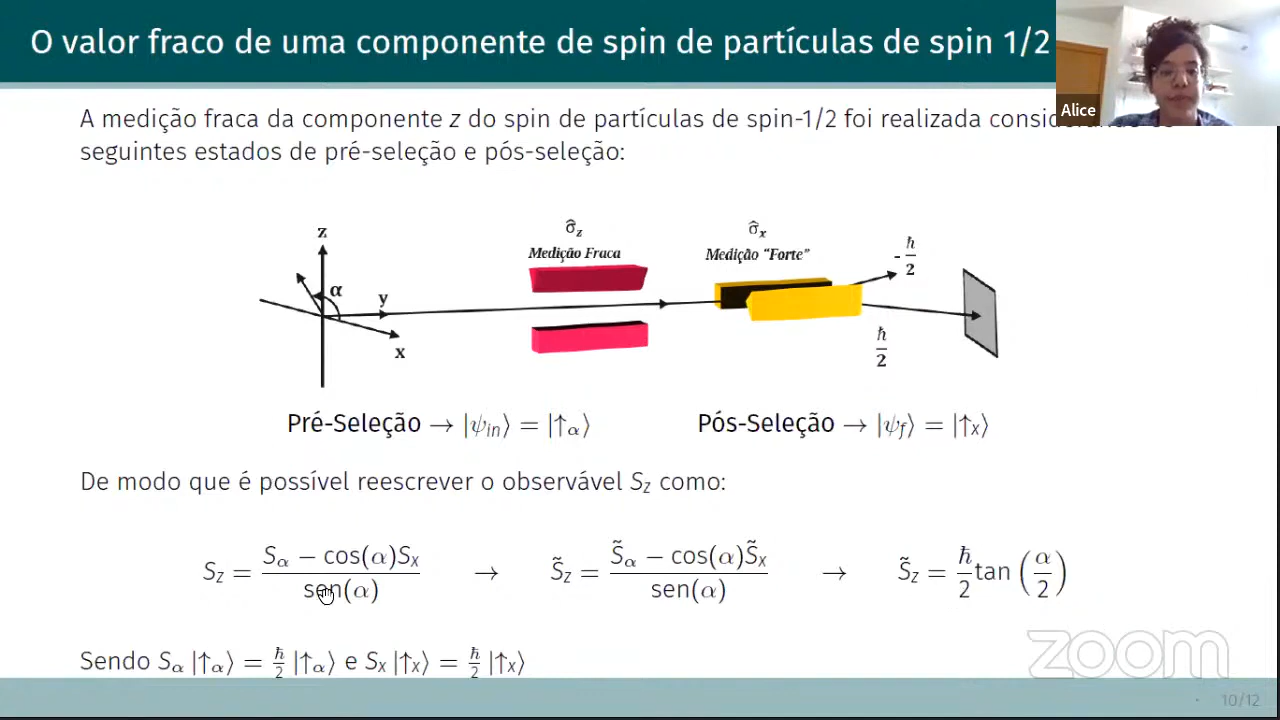 O valor fraco de uma componente de spin de partículas de spin 1/2
Alice
A medição fraca da componente z do spin de partículas de spin-1/2 foi realizada
seguintes estados de pré-seleção e pós-seleção:
z
α
y
x
σ̂z
Medição Fraca
σ̂x
Medição "Forte"
- ħ/2
ħ/2
Pré-Seleção → |ψin⟩ = |↑α⟩
Pós-Seleção → |ψf⟩ = |↑x⟩
De modo que é possível reescrever o observável Sz como:
Sz = (Sα − cos(α)Sx)/sen(α) → S̃z = (S̃α − cos(α)S̃x)/sen(α) → S̃z = ħ/2 tan (α/2)
Sendo Sα |↑α⟩ = ħ/2 |↑α⟩ e Sx |↑x⟩ = ħ/2 |↑x⟩
zoom
10/12